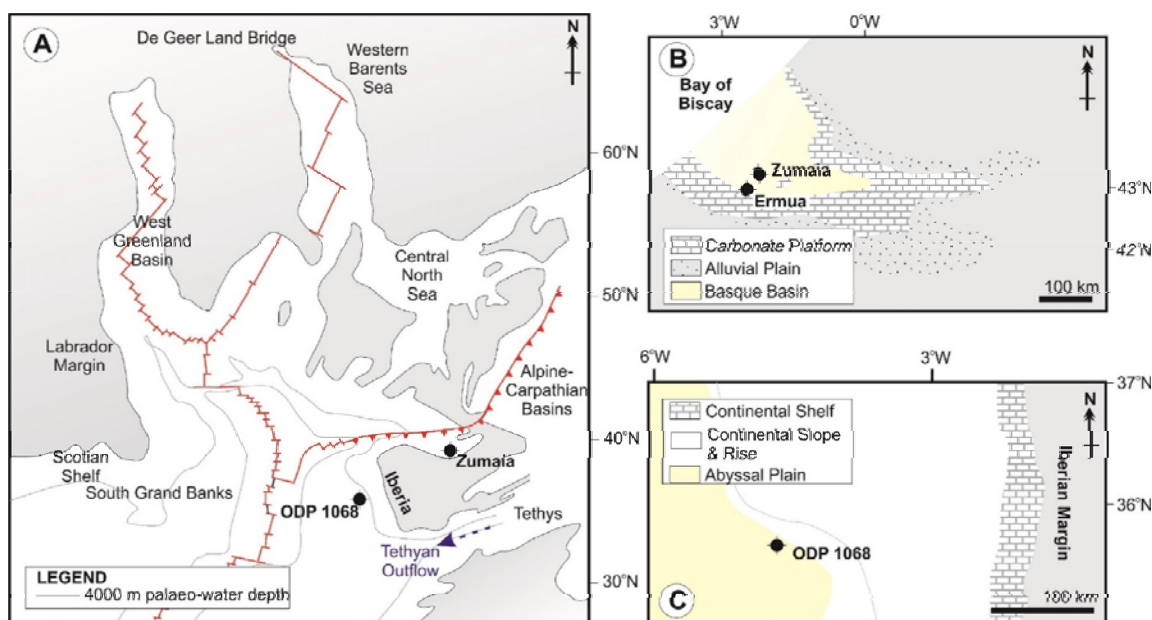 A
De Geer Land Bridge
Western
Barents
Sea
N
60°N
West
Greenland
Basin
Central
North
Sea
50°N
Labrador
Margin
Alpine-
Carpathian
Basins
40°N
Scotian
Shelf
South Grand Banks
Zumaia
Iberia
ODP 1068
Tethys
Tethyan
Outflow
LEGEND
4000 m palaeo-water depth
30°N
3°W
0°W
B
Bay of
Biscay
N
Zumaia
Ermua
43°N
42°N
Carbonate Platform
Alluvial Plain
Basque Basin
100 km
6°W
3°W
37°N
Continental Shelf
Continental Slope
& Rise
Abyssal Plain
N
Iberian Margin
36°N
ODP 1068
C
100 km